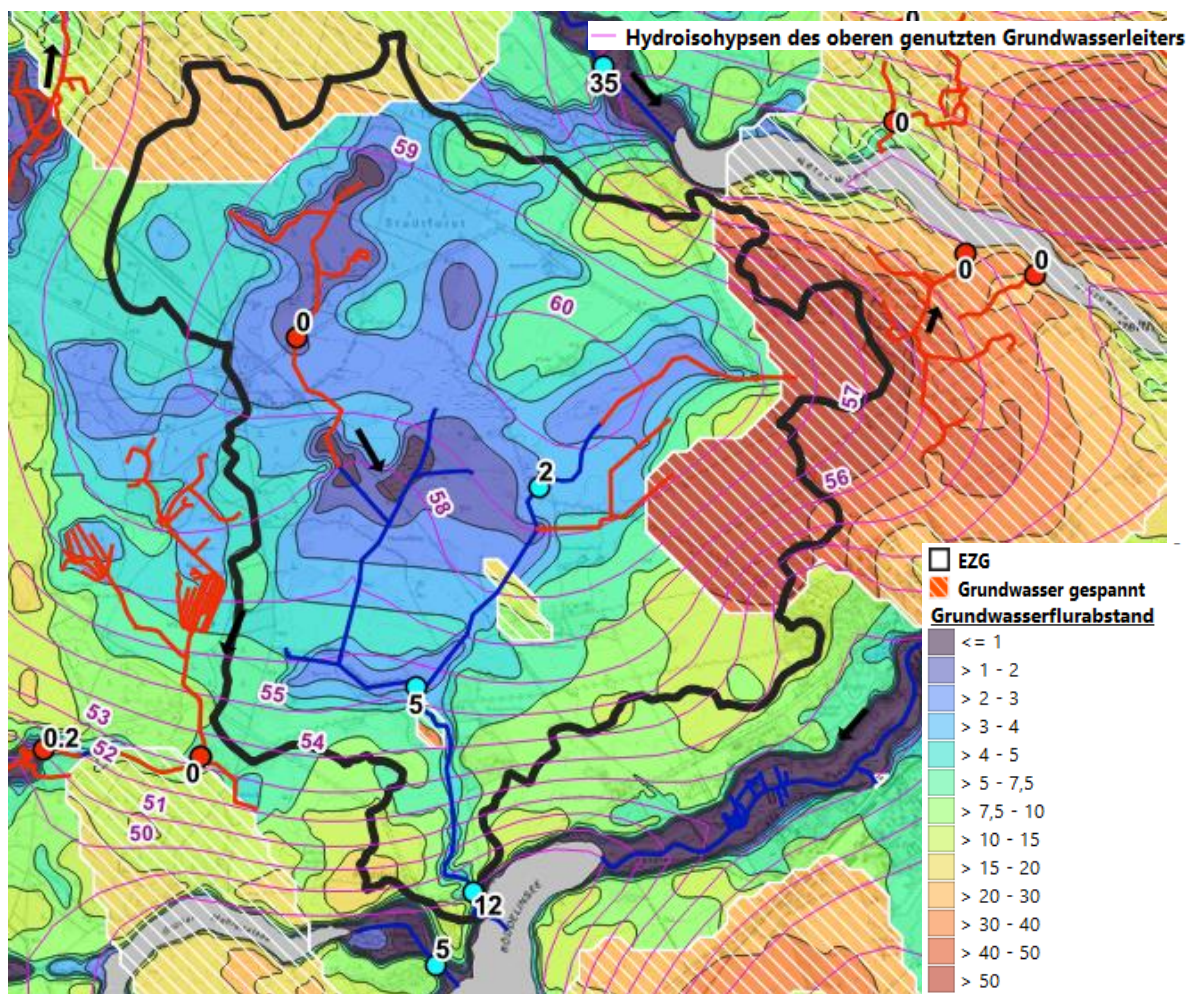 0
Hydroisohypsen des oberen genutzten Grundwasserleiters
35
0
59
Stadtforst
0
0
60
0
57
2
56
58
EZG
Grundwasser gespannt
Grundwasserflurabstand
<= 1
> 1 - 2
> 2 - 3
> 3 - 4
> 4 - 5
> 5 - 7,5
> 7,5 - 10
> 10 - 15
> 15 - 20
> 20 - 30
> 30 - 40
> 40 - 50
> 50
55
5
53
54
0.2
52
0
51
50
12
5